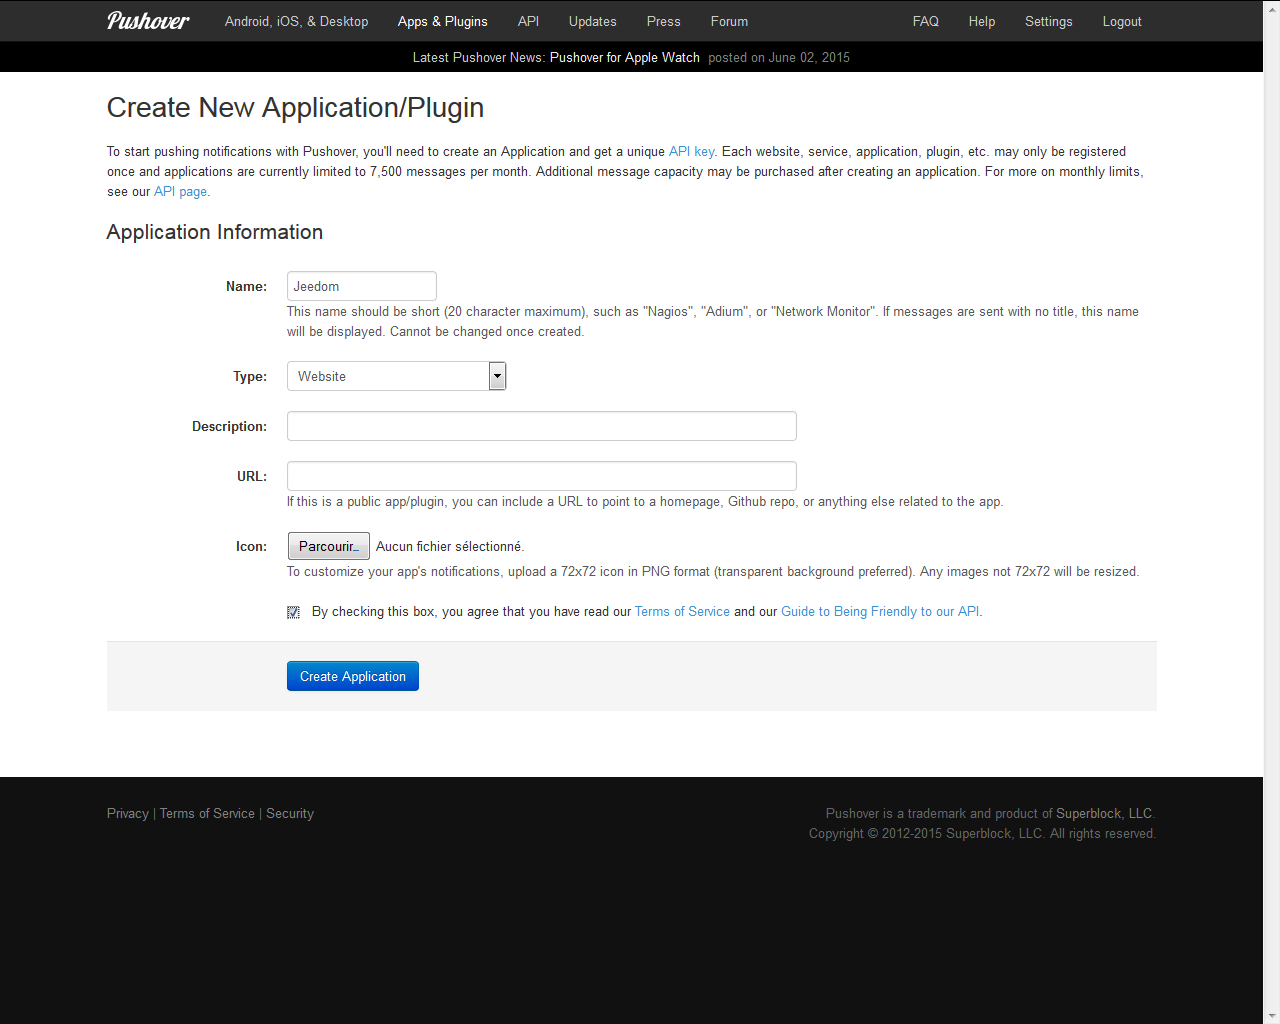 Pushover Android, iOS, & Desktop Apps & Plugins API Updates Press Forum FAQ Help Settings Logout
Latest Pushover News: Pushover for Apple Watch posted on June 02, 2015
Create New Application/Plugin
To start pushing notifications with Pushover, you'll need to create an Application and get a unique API key. Each website, service, application, plugin, etc. may only be registered
once and applications are currently limited to 7,500 messages per month. Additional message capacity may be purchased after creating an application. For more on monthly limits,
see our API page.
Application Information
Name: Jeedom
This name should be short (20 character maximum), such as "Nagios", "Adium", or "Network Monitor". If messages are sent with no title, this name
will be displayed. Cannot be changed once created.
Type: Website
Description:
URL:
If this is a public app/plugin, you can include a URL to point to a homepage, Github repo, or anything else related to the app.
Icon: Parcourir... Aucun fichier sélectionné.
To customize your app's notifications, upload a 72x72 icon in PNG format (transparent background preferred). Any images not 72x72 will be resized.
By checking this box, you agree that you have read our Terms of Service and our Guide to Being Friendly to our API.
Create Application
Privacy | Terms of Service | Security
Pushover is a trademark and product of Superblock, LLC.
Copyright © 2012-2015 Superblock, LLC. All rights reserved.